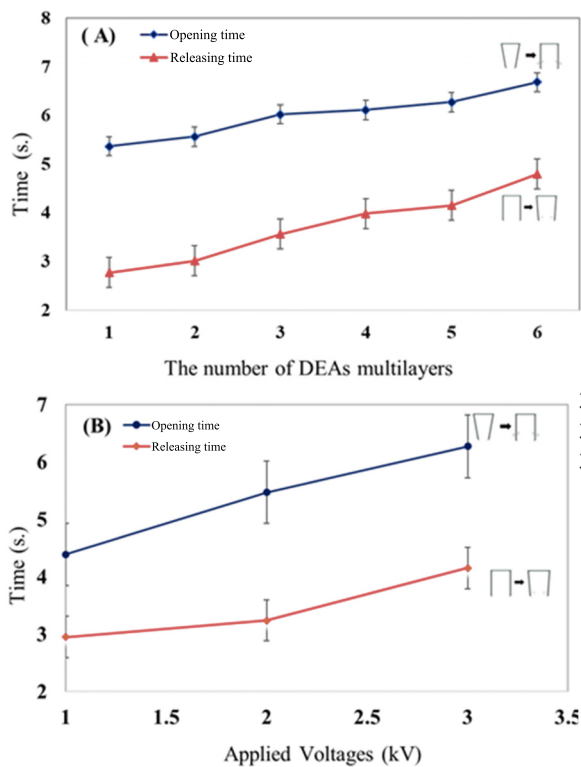 ( A)
Opening time
Releasing time
8
7
6
5
4
3
2
Time (s.)
1 2 3 4 5 6
The number of DEAs multilayers
(B)
Opening time
Releasing time
7
6
5
4
3
2
Time (s.)
1 1.5 2 2.5 3 3.5
Applied Voltages (kV)